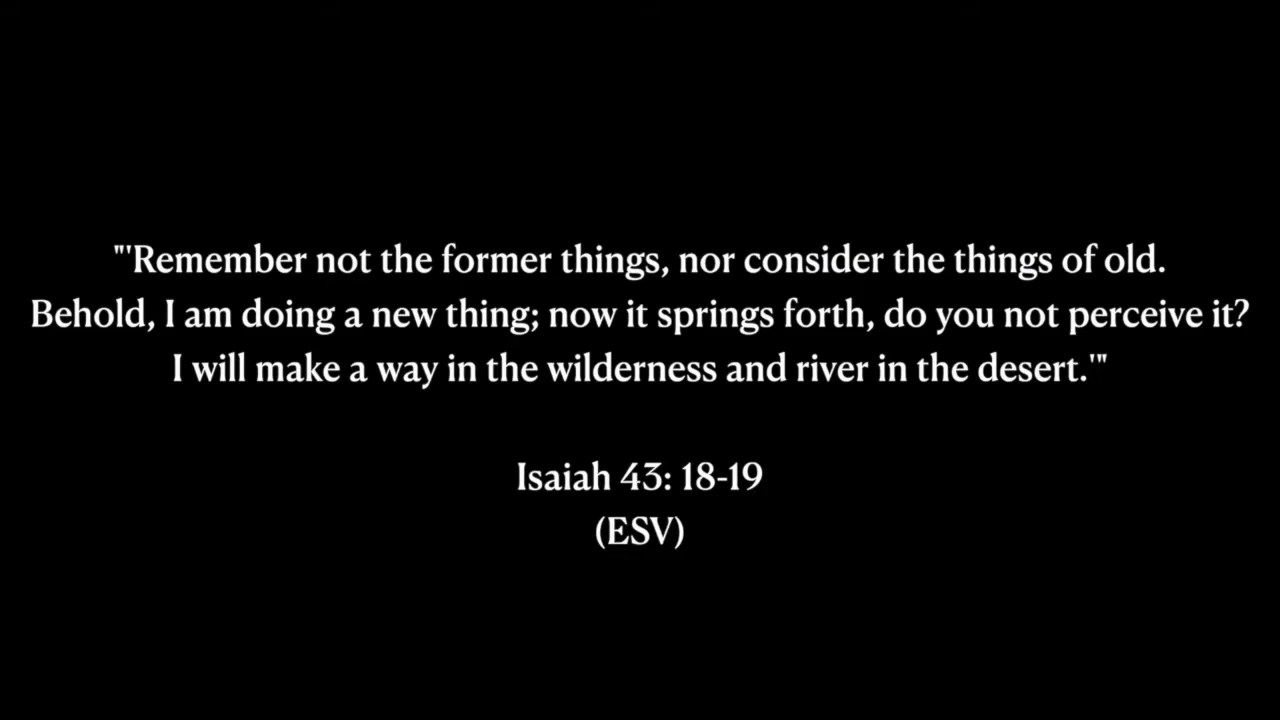 "'Remember not the former things, nor consider the things of old.
Behold, I am doing a new thing; now it springs forth, do you not perceive it?
I will make a way in the wilderness and river in the desert.'"
Isaiah 43: 18-19
(ESV)